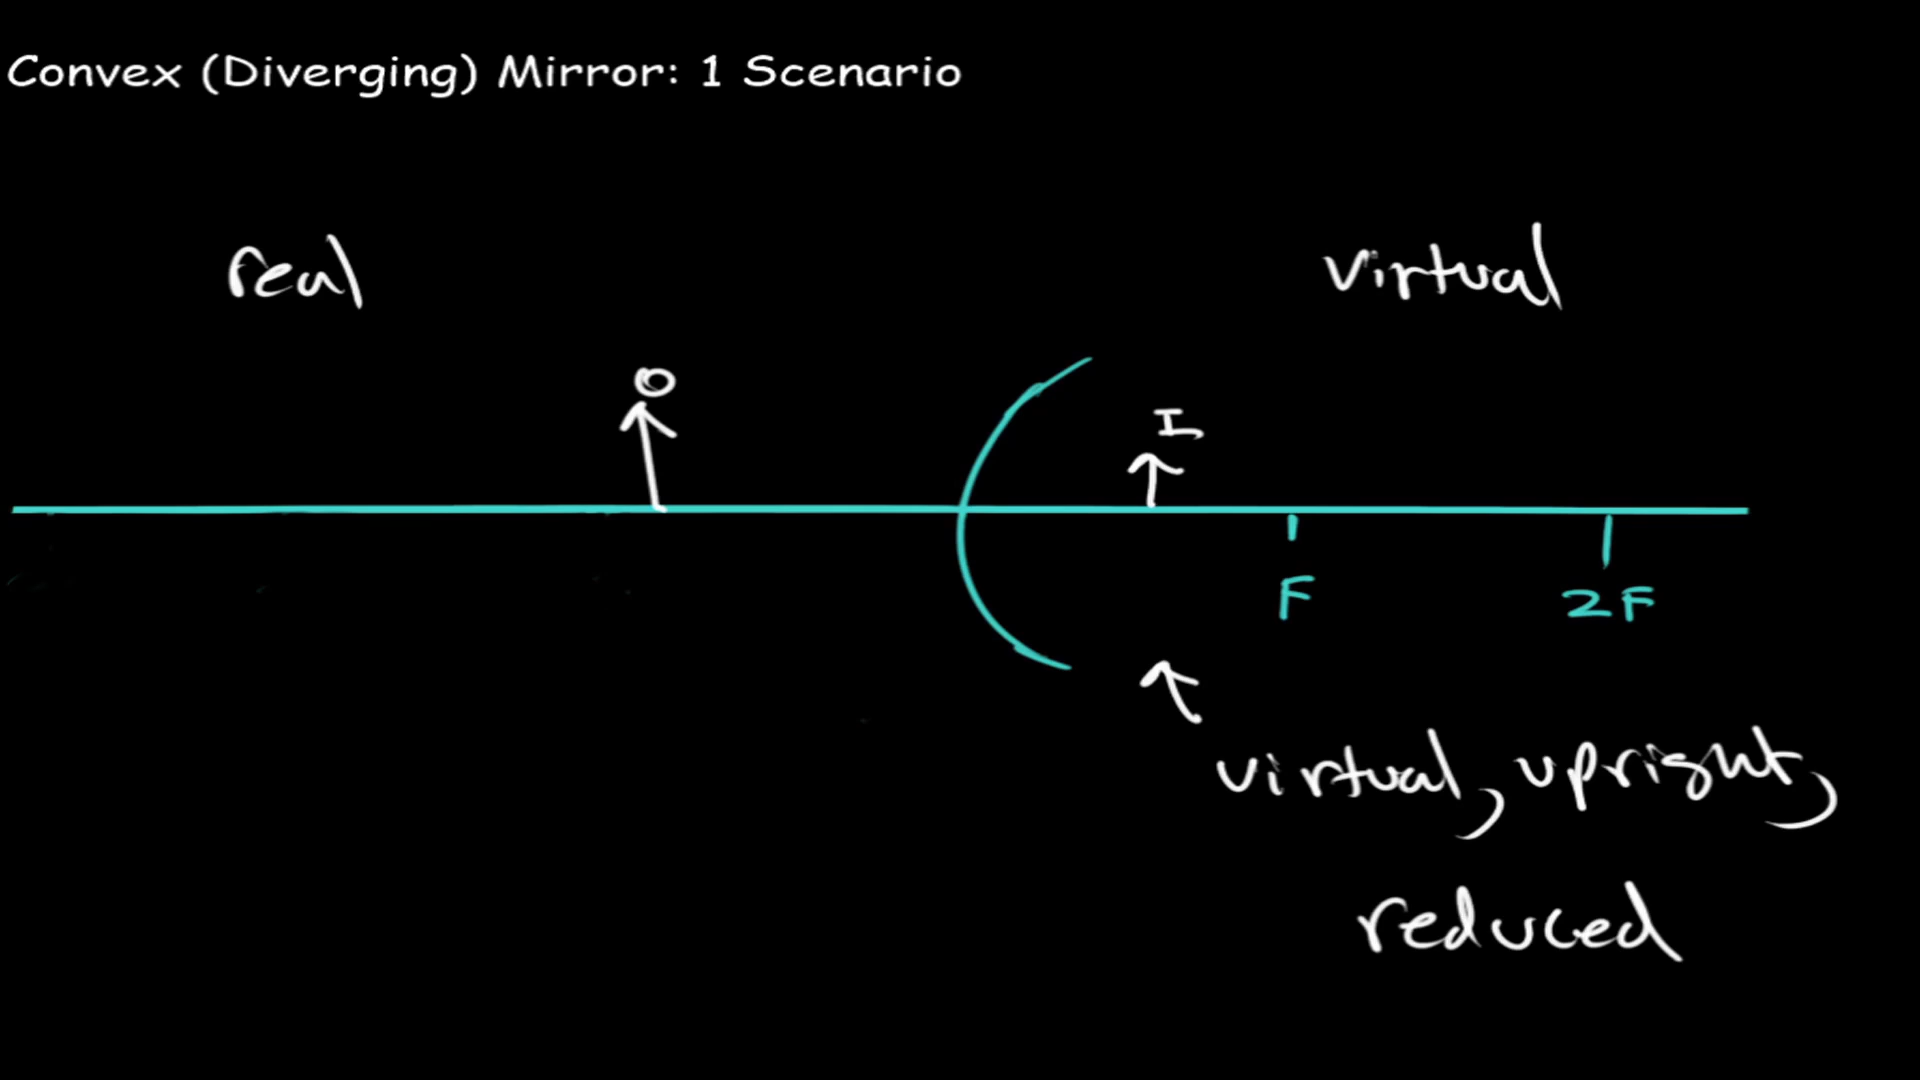 Convex (Diverging) Mirror: 1 Scenario
real
virtual
O
I
F
2F
virtual, upright,
reduced